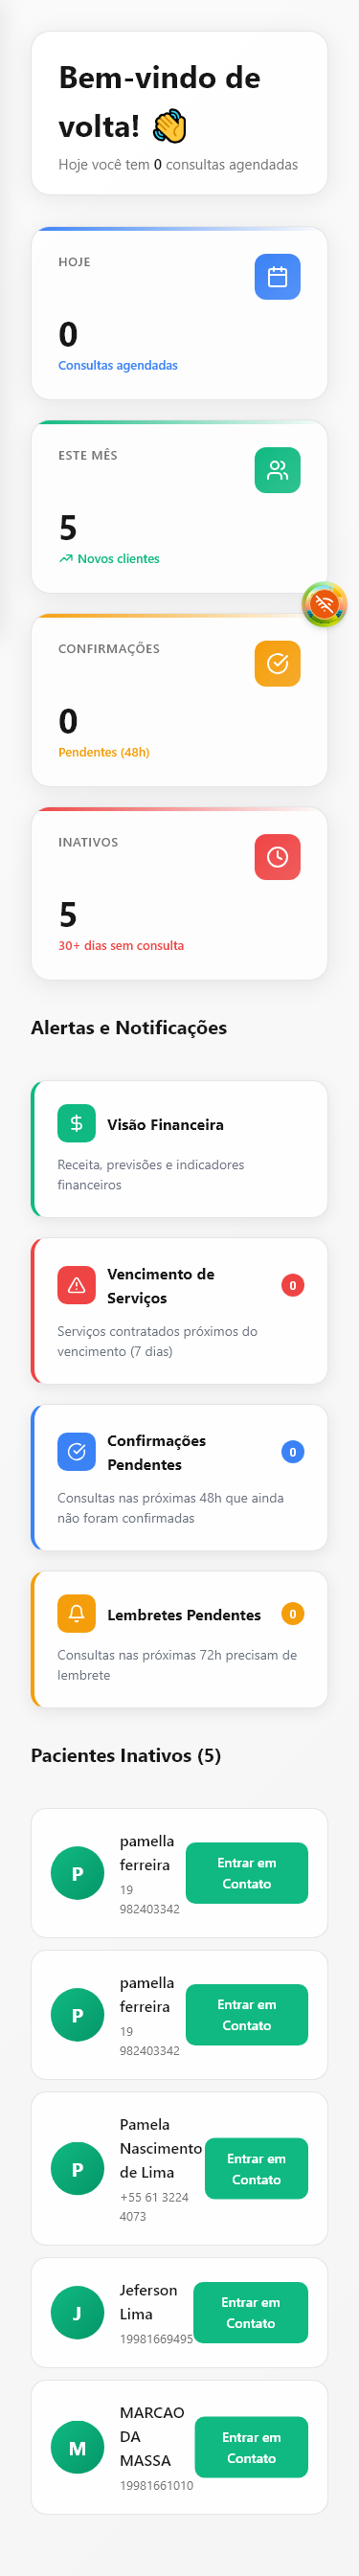 Bem-vindo de
volta! 👋
Hoje você tem 0 consultas agendadas
HOJE
0
Consultas agendadas
ESTE MÊS
5
Novos clientes
CONFIRMAÇÕES
0
Pendentes (48h)
INATIVOS
5
30+ dias sem consulta
Alertas e Notificações
Visão Financeira
Receita, previsões e indicadores
financeiros
Vencimento de
Serviços
0
Serviços contratados próximos do
vencimento (7 dias)
Confirmações
Pendentes
0
Consultas nas próximas 48h que ainda
não foram confirmadas
Lembretes Pendentes
0
Consultas nas próximas 72h precisam de
lembrete
Pacientes Inativos (5)
P
pamella
ferreira
19
982403342
Entrar em
Contato
P
pamella
ferreira
19
982403342
Entrar em
Contato
P
Pamela
Nascimento
de Lima
+55 61 3224
4073
Entrar em
Contato
J
Jeferson
Lima
19981669495
Entrar em
Contato
M
MARCAO
DA
MASSA
19981661010
Entrar em
Contato